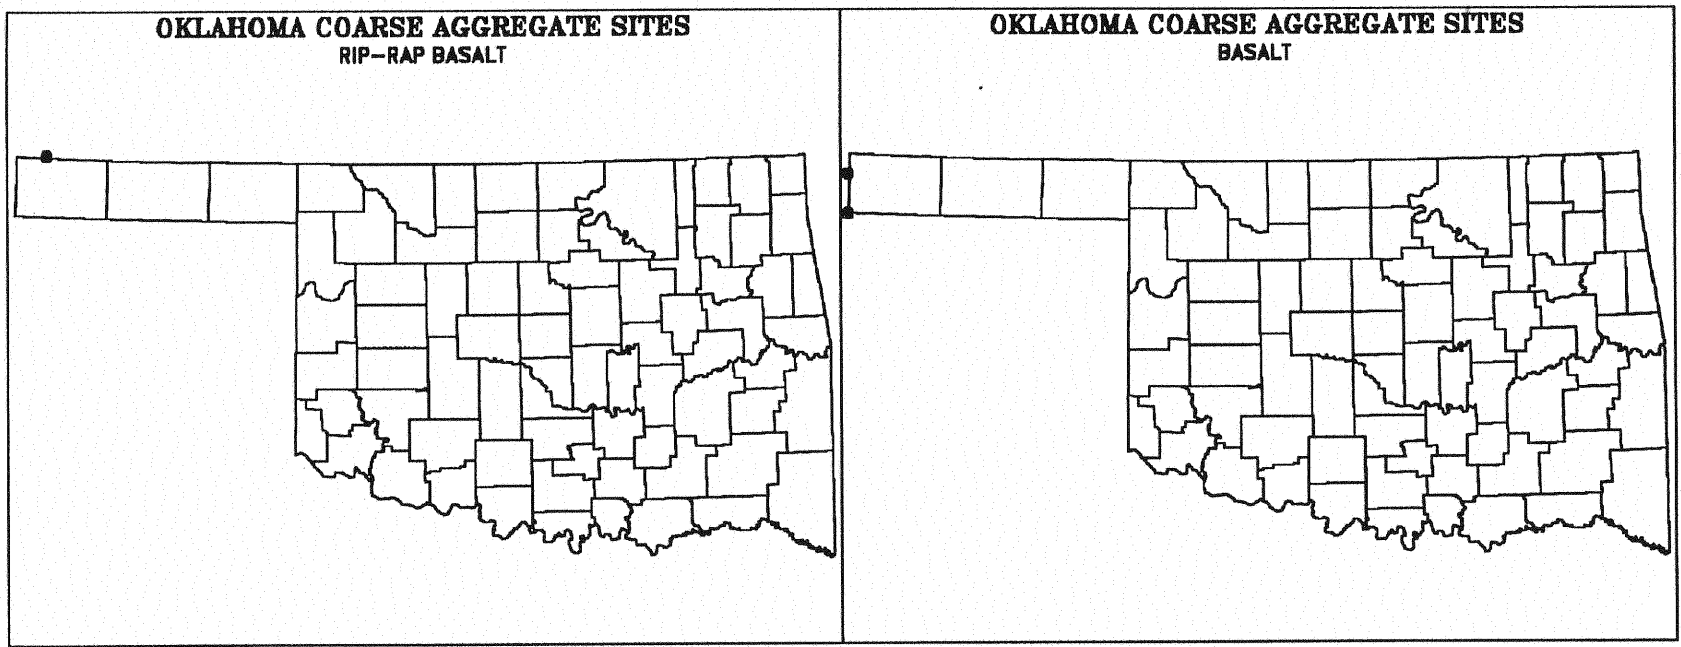 OKLAHOMA COARSE AGGREGATE SITES
RIP-RAP BASALT
OKLAHOMA COARSE AGGREGATE SITES
BASALT